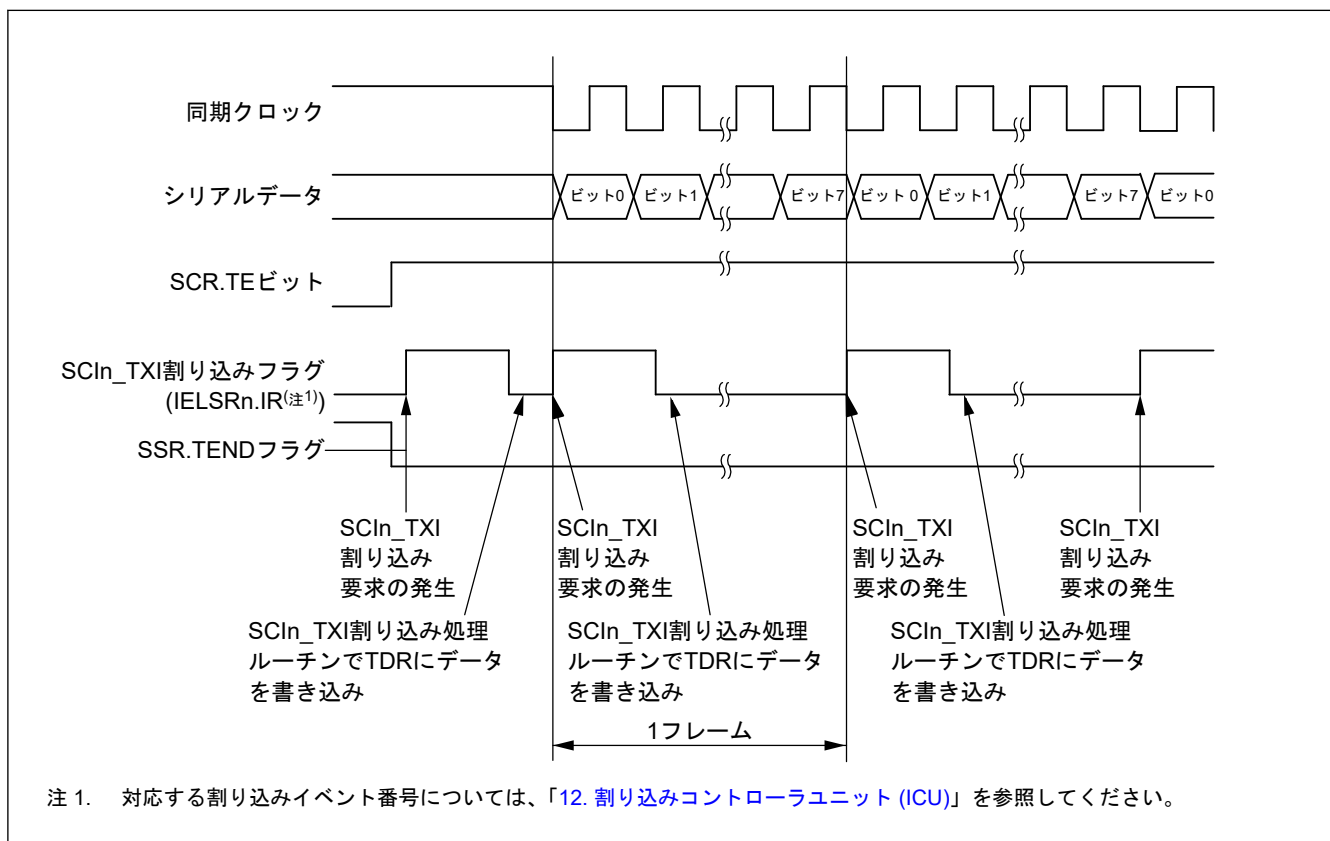 同期クロック
シリアルデータ
ビット0 ビット1 ビット7 ビット 0 ビット1 ビット7 ビット0
SCR.TEビット
SCIn_TXI割り込みフラグ
(IELSRn.IR(注1))
SSR.TENDフラグ
SCIn_TXI
割り込み
要求の発生
SCIn_TXI
割り込み
要求の発生
SCIn_TXI
割り込み
要求の発生
SCIn_TXI
割り込み
要求の発生
SCIn_TXI割り込み処理
ルーチンでTDRにデータ
を書き込み
SCIn_TXI割り込み処理
ルーチンでTDRにデータ
を書き込み
SCIn_TXI割り込み処理
ルーチンでTDRにデータ
を書き込み
1フレーム
注 1. 対応する割り込みイベント番号については、「12. 割り込みコントローラユニット (ICU)」を参照してください。